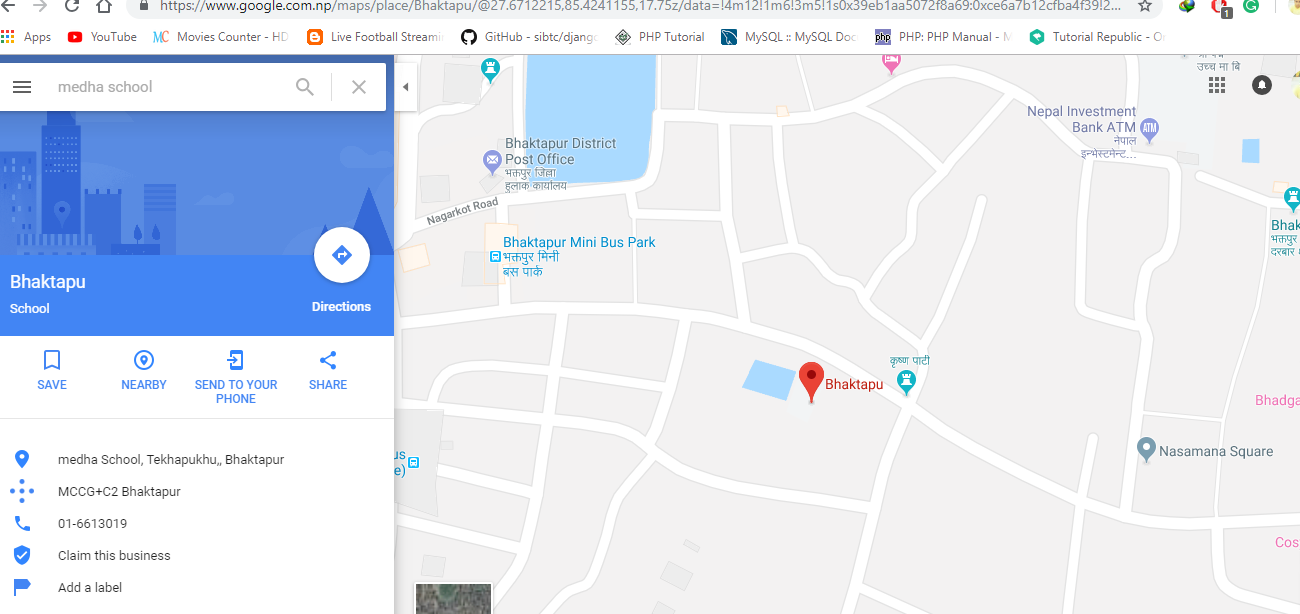 https://www.google.com.np/maps/place/Bhaktapu/@27.6712215,85.4241155,17.75z/data=!4m12!1m6!3m5!1s0x39eb1aa5072f8a69:0xce6a7b12cfba4f39!2...
1
Apps YouTube Movies Counter - HD Live Football Streami GitHub - sibtc/djang PHP Tutorial MySQL :: MySQL Doc php PHP: PHP Manual - M Tutorial Republic - O
medha school
Bhaktapu
School
Directions
SAVE
NEARBY
SEND TO YOUR
PHONE
SHARE
medha School, Tekhapukhu,, Bhaktapur
MCCG+C2 Bhaktapur
01-6613019
Claim this business
Add a label
उच्च मा बि
Nepal Investment
Bank ATM
ATM
नेपाल
इन्भेस्टमेन्ट...
Bhaktapur District
Post Office
भक्तपुर जिल्ला
हुलाक कार्यालय
Nagarkot Road
Bhaktapur Mini Bus Park
भक्तपुर मिनी
बस पार्क
Bhak
भक्तपुर
दरबार
कृष्ण पाटी
Bhaktapu
Bhadga
us
e)
Nasamana Square
Cos